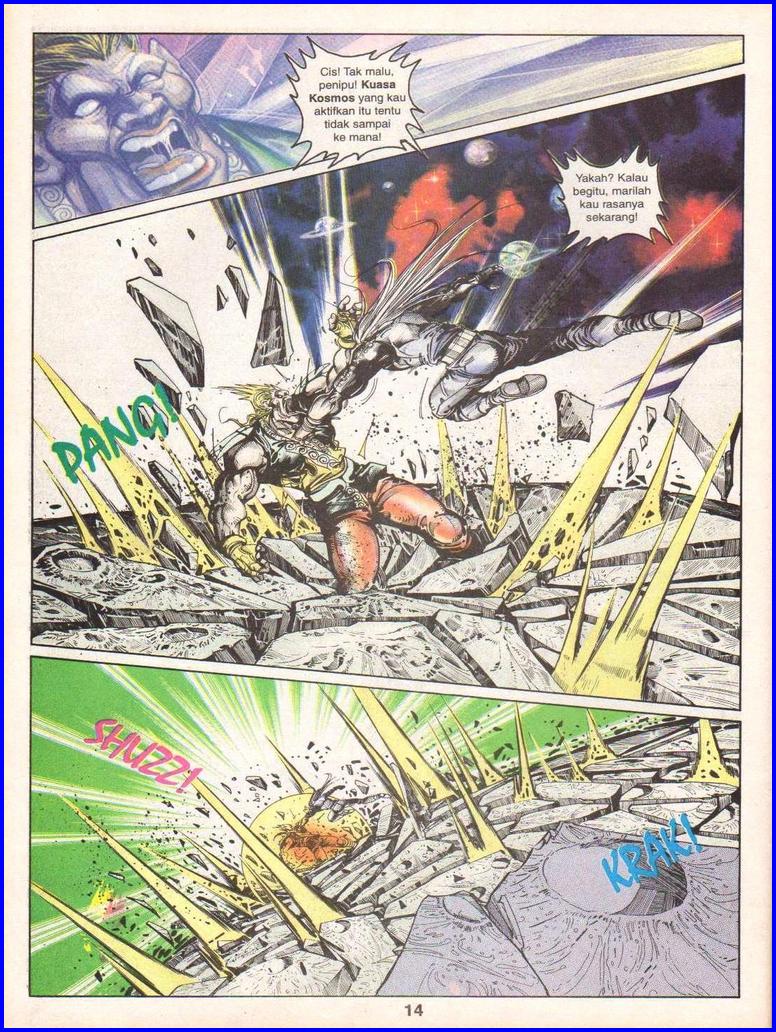 Cis! Tak malu,
penipu! Kuasa
Kosmos yang kau
aktifkan itu tentu
tidak sampai
ke mana!
Yakah? Kalau
begitu, marilah
kau rasanya
sekarang!
PANG!
SHUZZ!
KRAK!
14